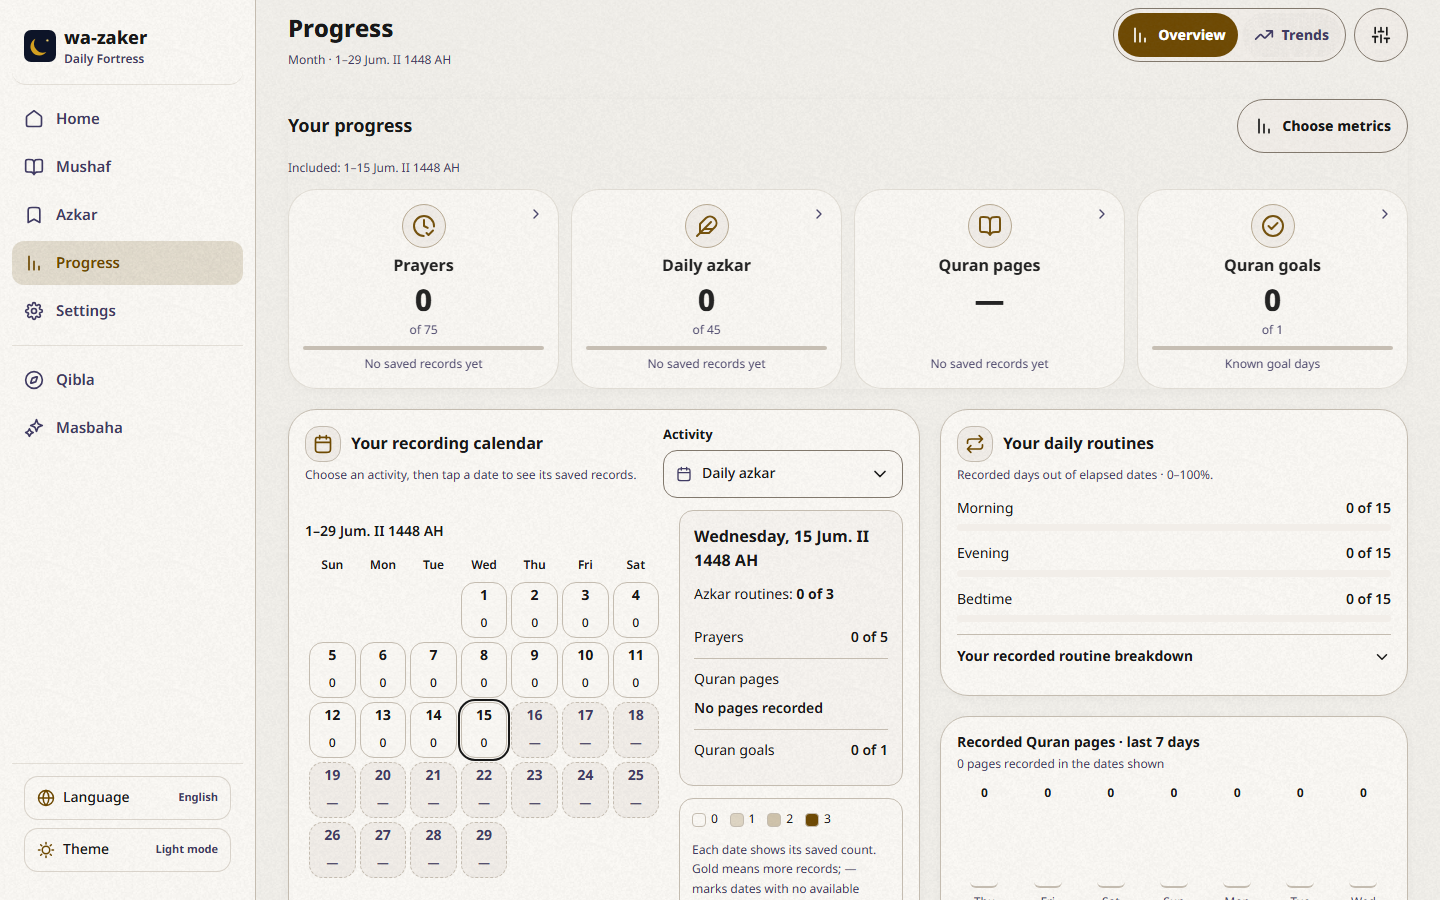 wa-zaker
Daily Fortress
Home
Mushaf
Azkar
Progress
Settings
Qibla
Masbaha
Language English
Theme Light mode
Progress
Month · 1–29 Jum. II 1448 AH
Overview
Trends
Your progress
Choose metrics
Included: 1–15 Jum. II 1448 AH
Prayers
0
of 75
No saved records yet
Daily azkar
0
of 45
No saved records yet
Quran pages
—
No saved records yet
Quran goals
0
of 1
Known goal days
Your recording calendar
Choose an activity, then tap a date to see its saved records.
Activity
Daily azkar
1–29 Jum. II 1448 AH
Sun Mon Tue Wed Thu Fri Sat
1 2 3 4
0 0 0 0
5 6 7 8 9 10 11
0 0 0 0 0 0 0
12 13 14 15 16 17 18
0 0 0 0 — — —
19 20 21 22 23 24 25
— — — — — — —
26 27 28 29
— — — —
Wednesday, 15 Jum. II
1448 AH
Azkar routines: 0 of 3
Prayers 0 of 5
Quran pages
No pages recorded
Quran goals 0 of 1
0 1 2 3
Each date shows its saved count.
Gold means more records; —
marks dates with no available
Your daily routines
Recorded days out of elapsed dates · 0–100%.
Morning 0 of 15
Evening 0 of 15
Bedtime 0 of 15
Your recorded routine breakdown
Recorded Quran pages · last 7 days
0 pages recorded in the dates shown
0 0 0 0 0 0 0
Thu Fri Sat Sun Mon Tue Wed